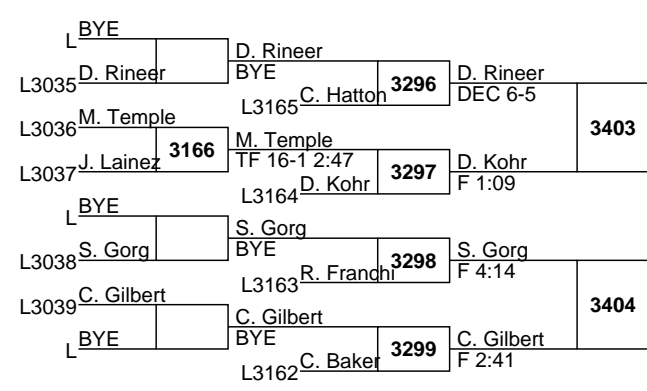 L BYE
L3035 D. Rineer
L3036 M. Temple
L3037 J. Lainez
L BYE
L3038 S. Gorg
L3039 C. Gilbert
L BYE
3166
D. Rineer
BYE
L3165 C. Hatton
M. Temple
TF 16-1 2:47
L3164 D. Kohr
S. Gorg
BYE
L3163 R. Franchi
C. Gilbert
BYE
L3162 C. Baker
3296
3297
3298
3299
D. Rineer
DEC 6-5
D. Kohr
F 1:09
S. Gorg
F 4:14
C. Gilbert
F 2:41
3403
3404